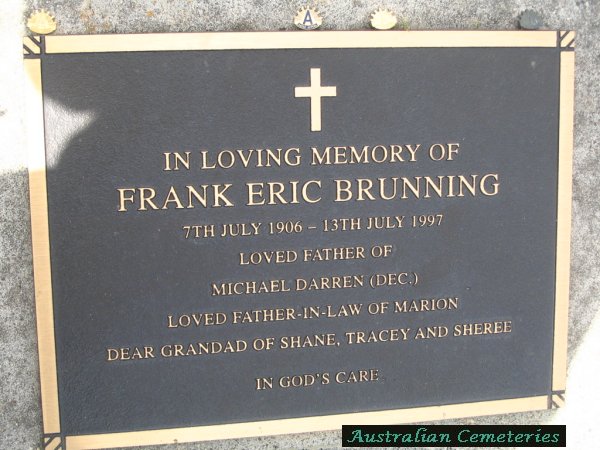 A
IN LOVING MEMORY OF
FRANK ERIC BRUNNING
7TH JULY 1906 – 13TH JULY 1997
LOVED FATHER OF
MICHAEL DARREN (DEC.)
LOVED FATHER-IN-LAW OF MARION
DEAR GRANDAD OF SHANE, TRACEY AND SHEREE
IN GOD'S CARE
Australian Cemeteries